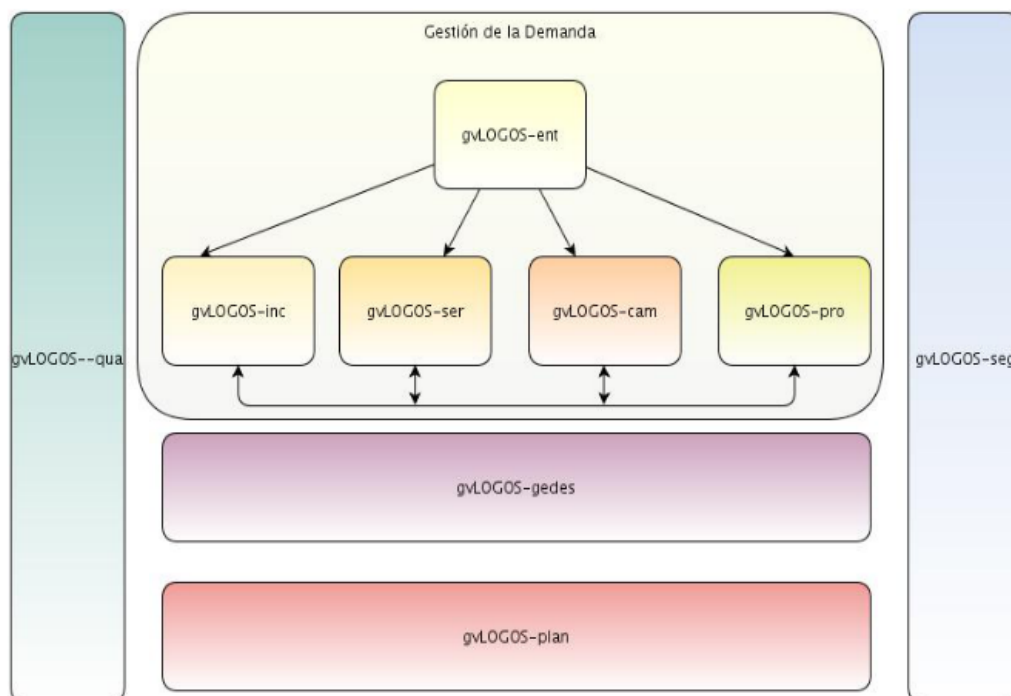 Gestión de la Demanda
gvLOGOS-ent
gvLOGOS-inc
gvLOGOS-ser
gvLOGOS-cam
gvLOGOS-pro
gvLOGOS--qua
gvLOGOS-seg
gvLOGOS-gedes
gvLOGOS-plan